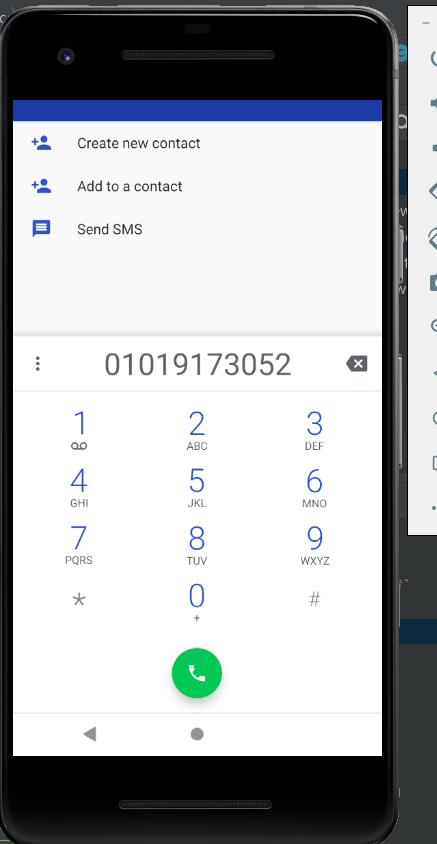 Create new contact
Add to a contact
Send SMS
01019173052
1 2 3
ABC DEF
4 5 6
GHI JKL MNO
7 8 9
PQRS TUV WXYZ
* 0 #
+